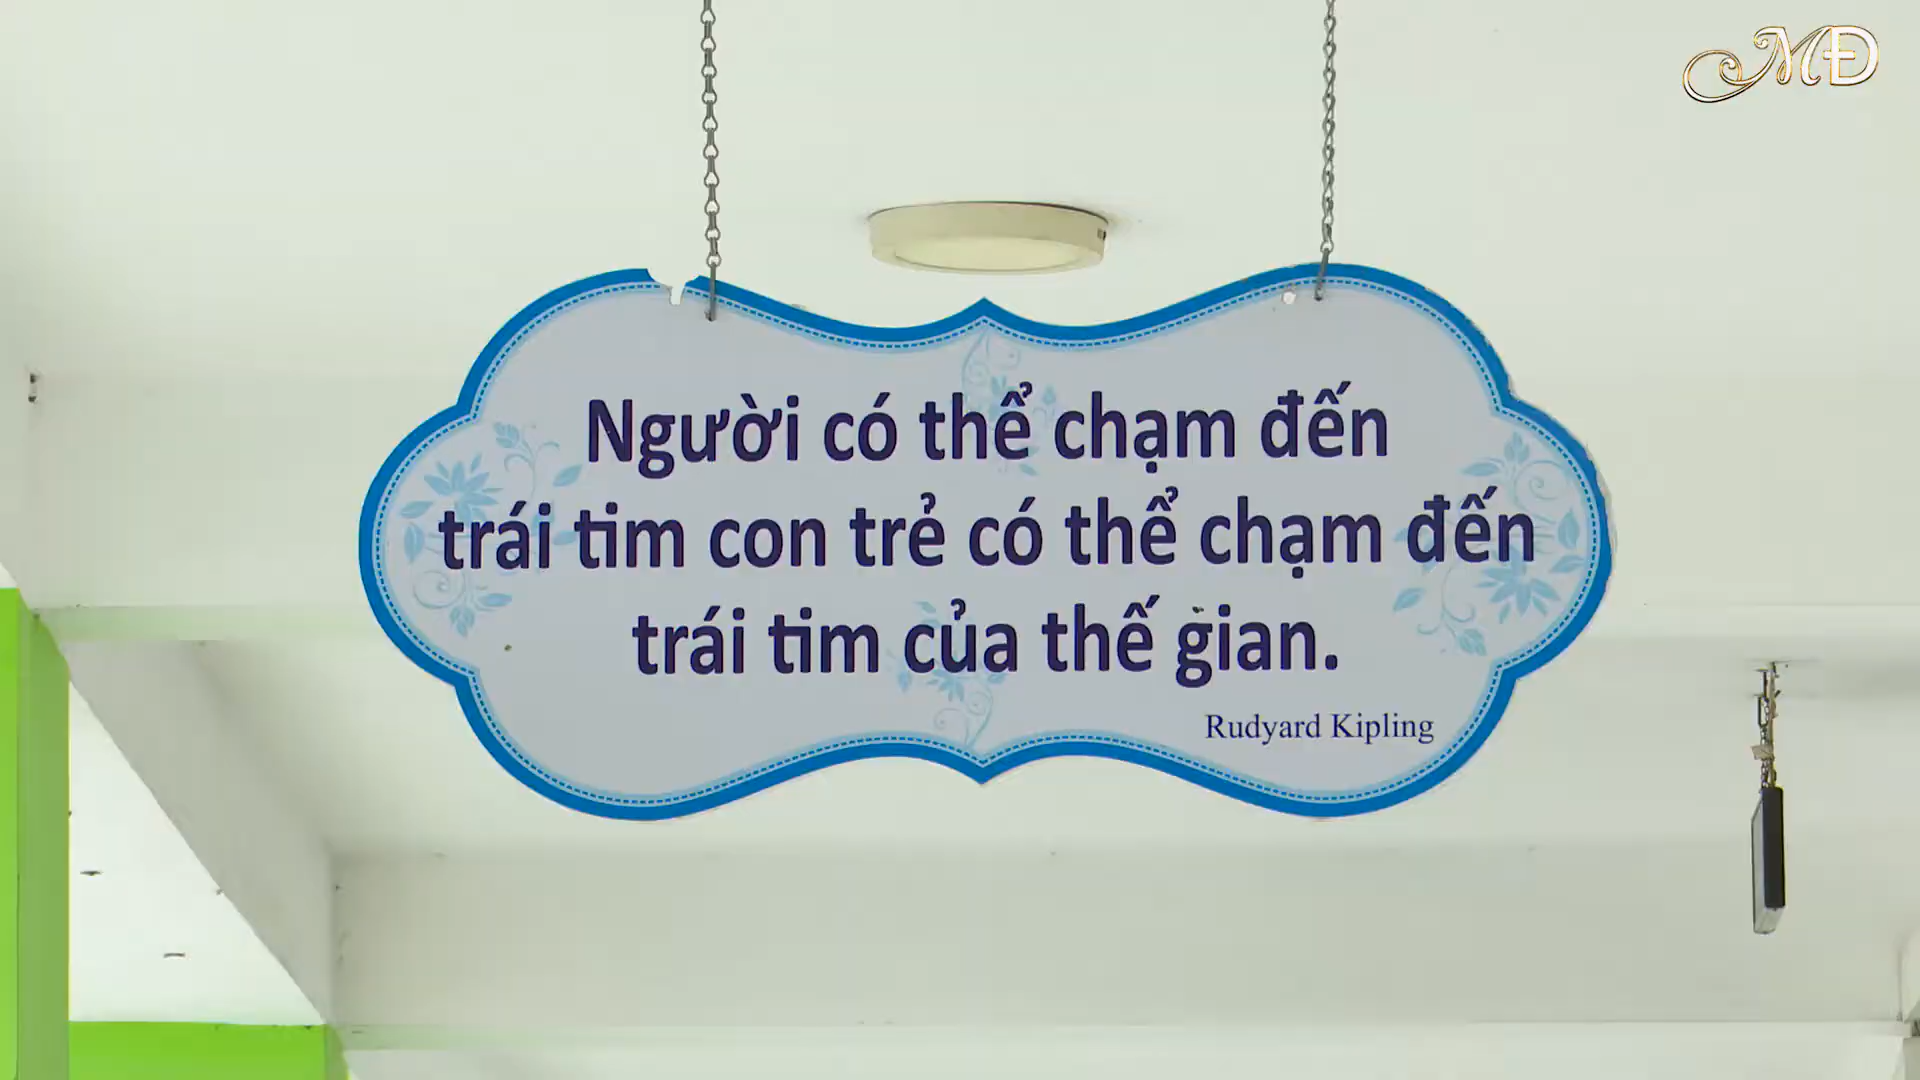 MĐ
Người có thể chạm đến
trái tim con trẻ có thể chạm đến
trái tim của thế gian.
Rudyard Kipling